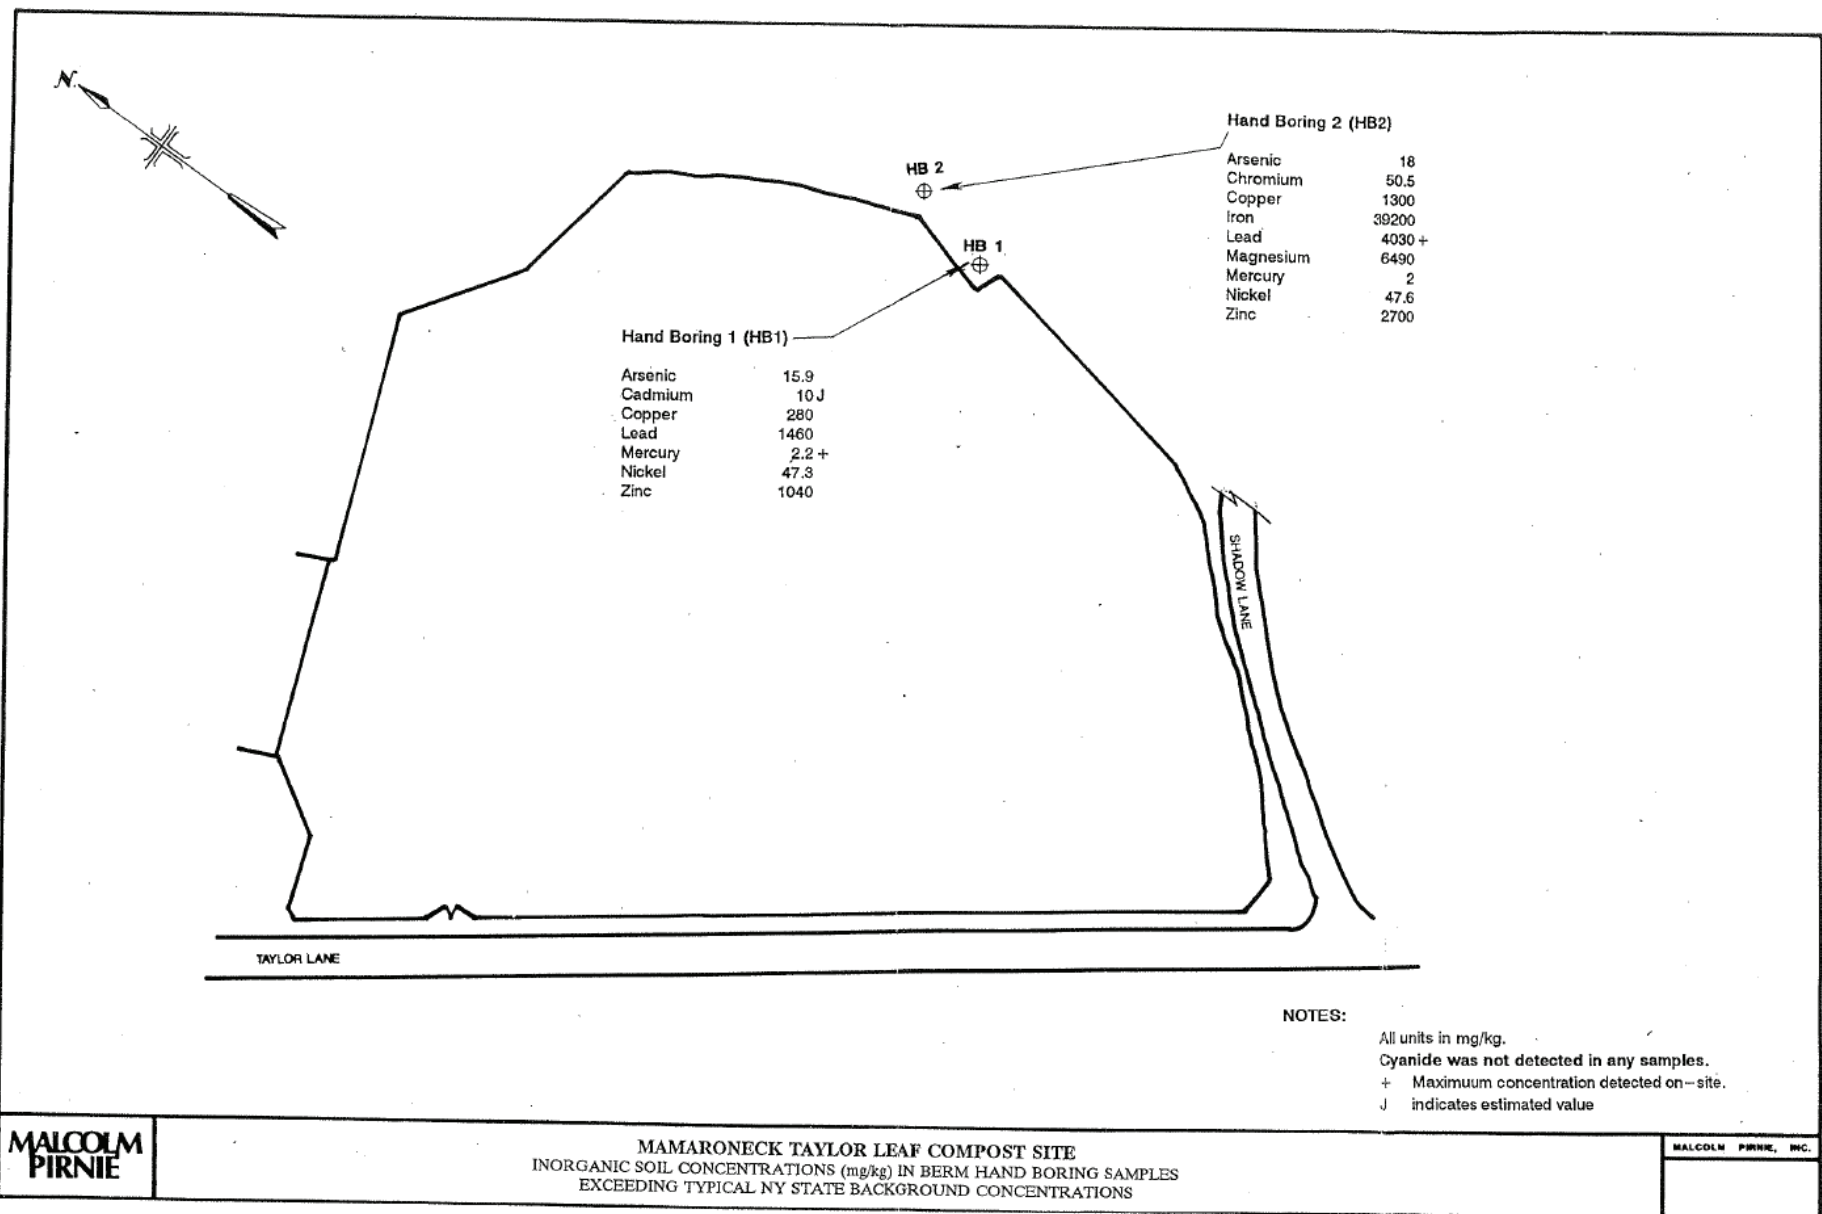 N.
Hand Boring 2 (HB2)
Arsenic 18
Chromium 50.5
Copper 1300
Iron 39200
Lead 4030 +
Magnesium 6490
Mercury 2
Nickel 47.6
Zinc 2700
HB 2
HB 1
Hand Boring 1 (HB1)
Arsenic 15.9
Cadmium 10 J
Copper 280
Lead 1460
Mercury 2.2 +
Nickel 47.3
Zinc 1040
SHADOW LANE
TAYLOR LANE
NOTES:
All units in mg/kg.
Cyanide was not detected in any samples.
+ Maximuum concentration detected on-site.
J indicates estimated value
MALCOLM
PIRNIE
MAMARONECK TAYLOR LEAF COMPOST SITE
INORGANIC SOIL CONCENTRATIONS (mg/kg) IN BERM HAND BORING SAMPLES
EXCEEDING TYPICAL NY STATE BACKGROUND CONCENTRATIONS
MALCOLM PIRNIE, INC.